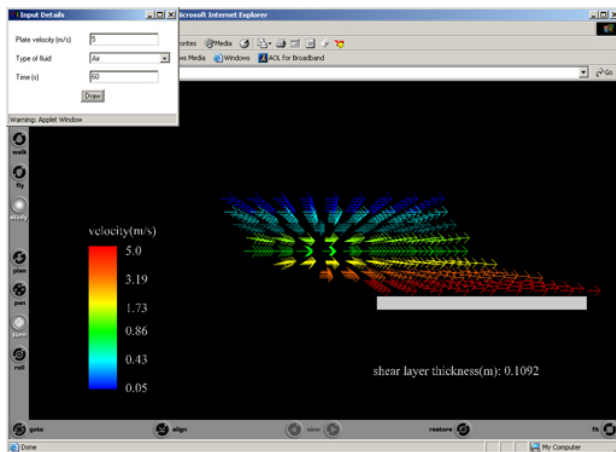 Input Details
Microsoft Internet Explorer
Plate velocity (m/s) 5
Type of fluid Air
Time (s) 60
Draw
Warning: Applet Window
Media
Media Windows AOL for Broadband
Go
walk
fly
study
plan
pan
turn
roll
velocity(m/s)
5.0
3.19
1.73
0.86
0.43
0.05
shear layer thickness(m): 0.1092
goto align view restore fit
Done My Computer